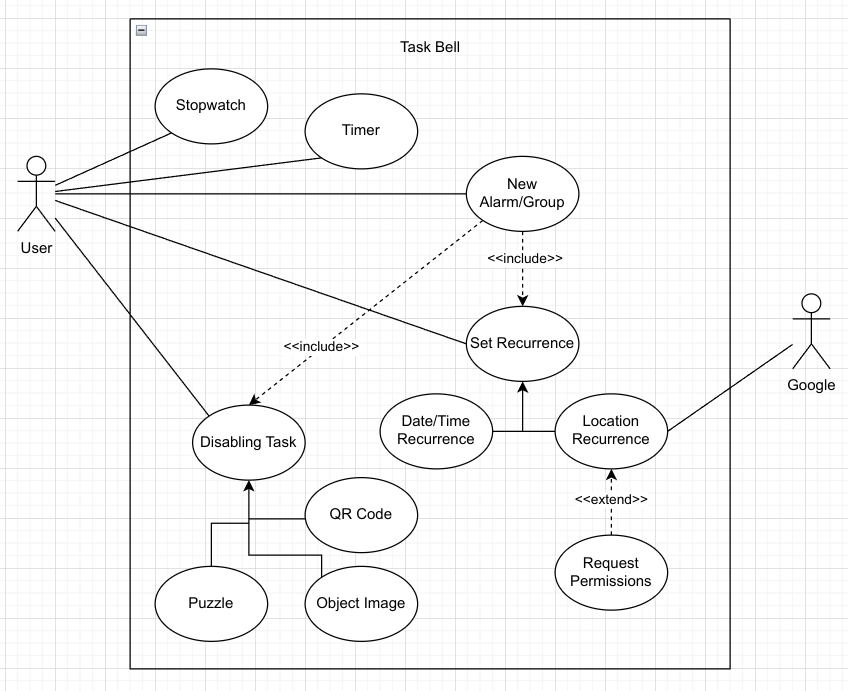 Task Bell
Stopwatch
Timer
New
Alarm/Group
User
<<include>>
Set Recurrence
<<include>>
Google
Date/Time
Recurrence
Location
Recurrence
Disabling Task
<<extend>>
QR Code
Request
Permissions
Puzzle
Object Image